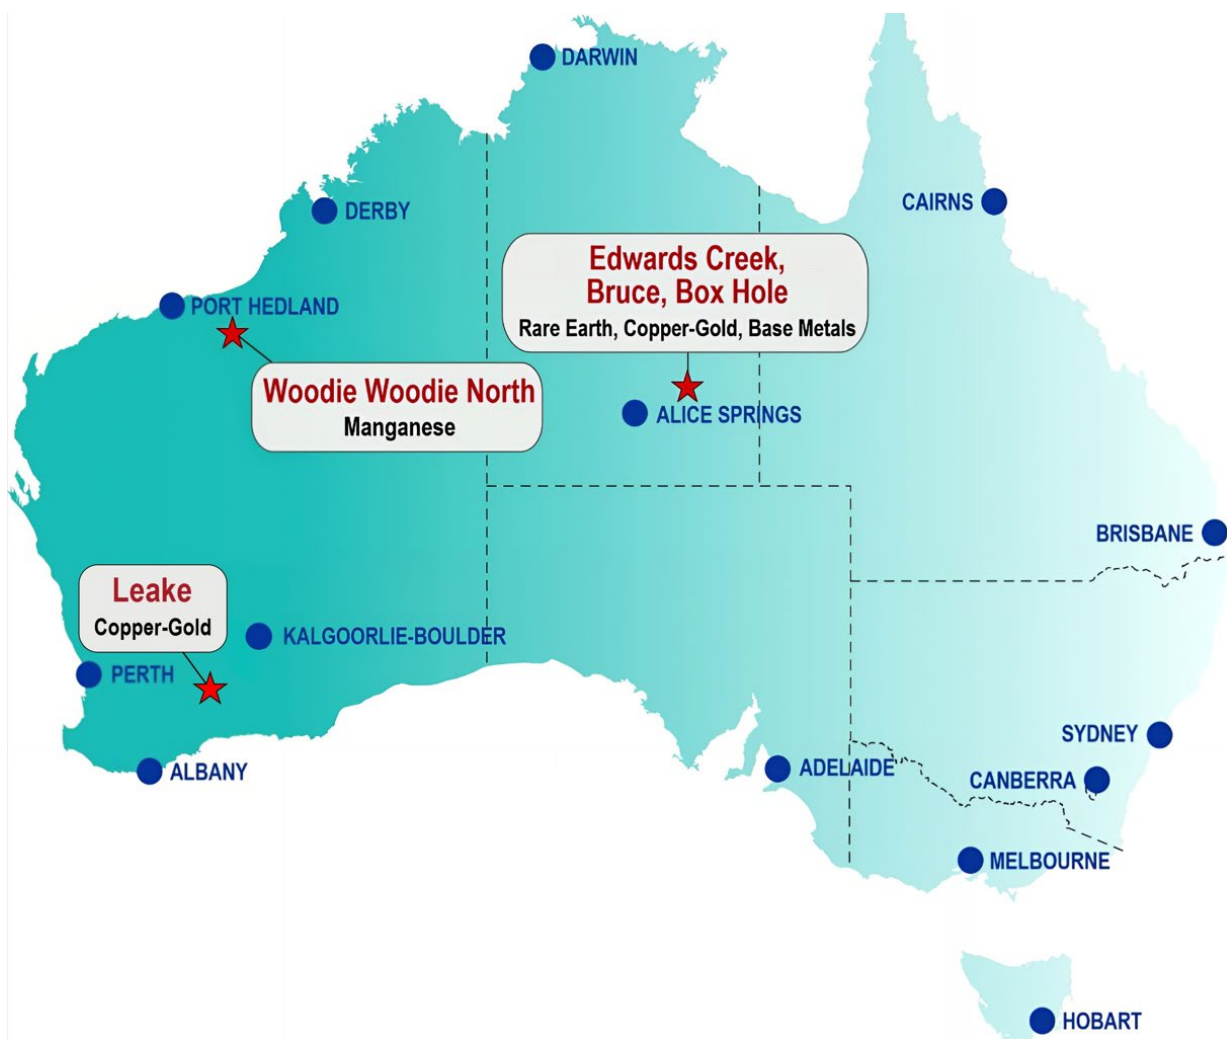 DARWIN
CAIRNS
DERBY
Edwards Creek,
Bruce, Box Hole
Rare Earth, Copper-Gold, Base Metals
PORT HEDLAND
Woodie Woodie North
Manganese
ALICE SPRINGS
BRISBANE
Leake
Copper-Gold
KALGOORLIE-BOULDER
PERTH
SYDNEY
ALBANY
ADELAIDE
CANBERRA
MELBOURNE
HOBART